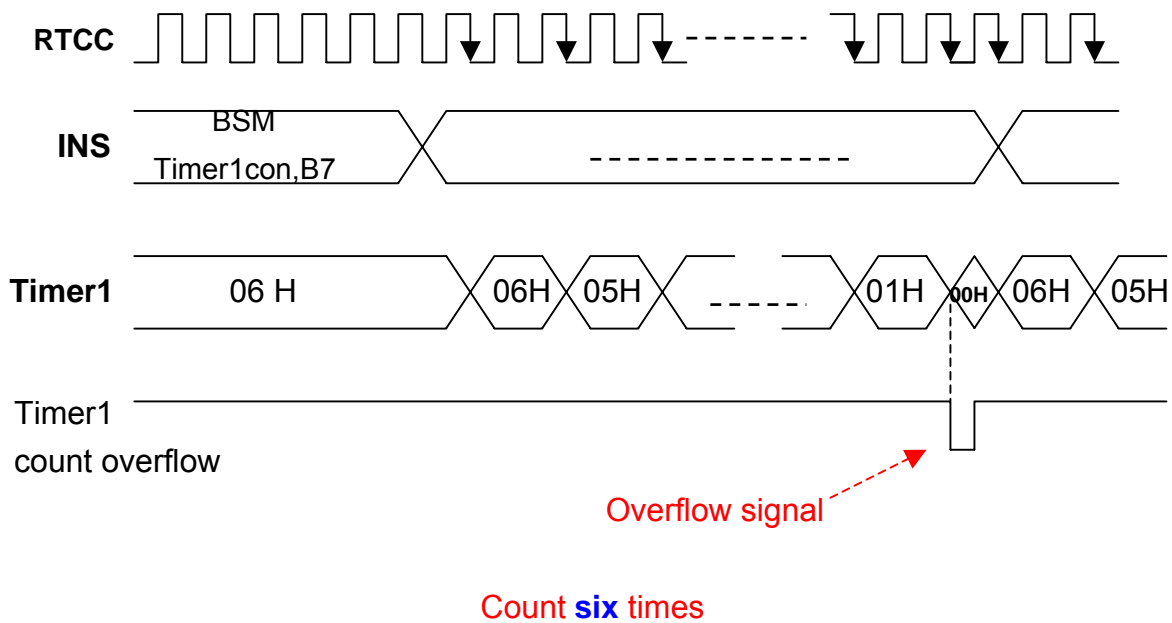 RTCC
INS
BSM
Timer1con,B7
Timer1
06 H
06H
05H
01H
00H
06H
05H
Timer1
count overflow
Overflow signal
Count six times